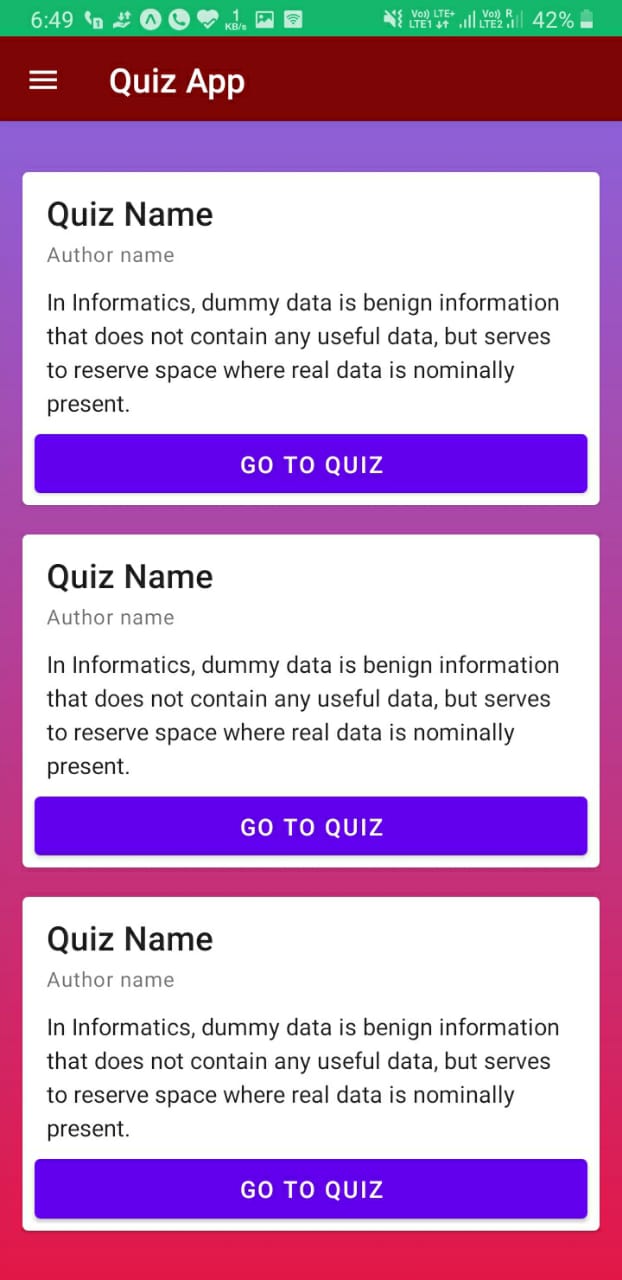 6:49 1 KB/s Vo) LTE+ LTE1 Vo) R LTE2 42%
Quiz App
Quiz Name
Author name
In Informatics, dummy data is benign information
that does not contain any useful data, but serves
to reserve space where real data is nominally
present.
GO TO QUIZ
Quiz Name
Author name
In Informatics, dummy data is benign information
that does not contain any useful data, but serves
to reserve space where real data is nominally
present.
GO TO QUIZ
Quiz Name
Author name
In Informatics, dummy data is benign information
that does not contain any useful data, but serves
to reserve space where real data is nominally
present.
GO TO QUIZ